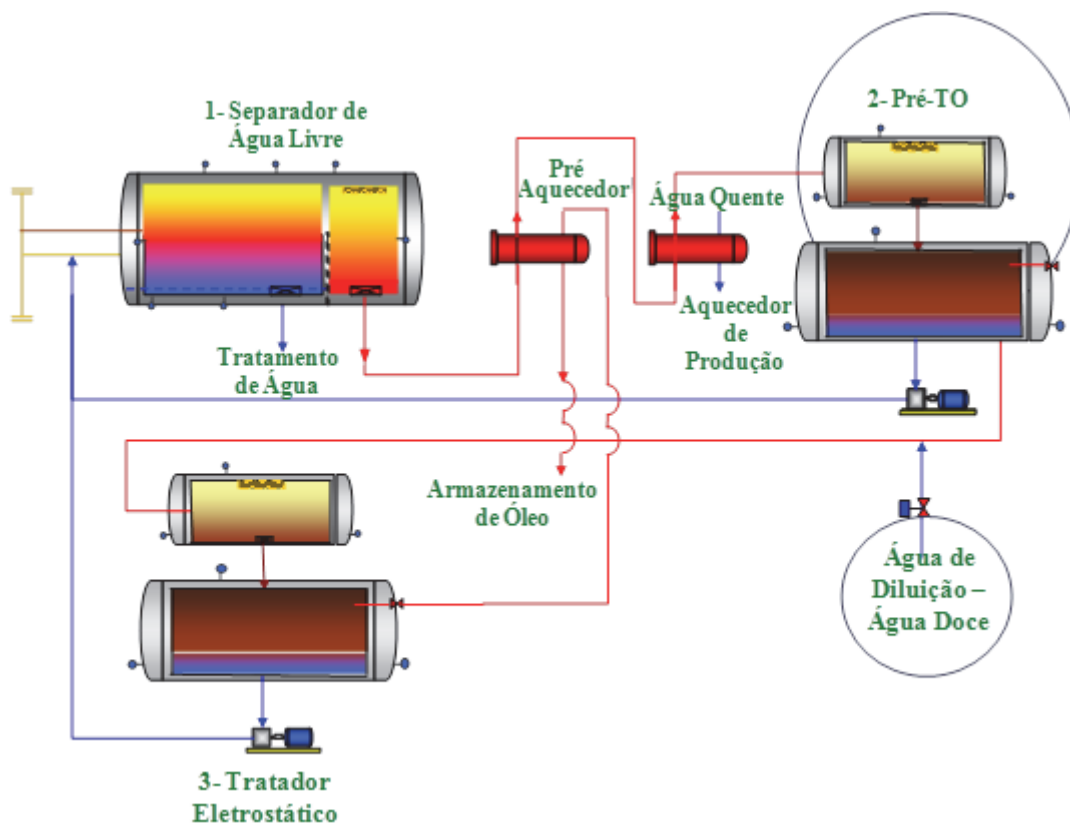 1- Separador de
Água Livre
2- Pré-TO
Pré
Aquecedor
Água Quente
Aquecedor
de
Produção
Tratamento
de Água
Armazenamento
de Óleo
Água de
Diluição –
Água Doce
3- Tratador
Eletrostático